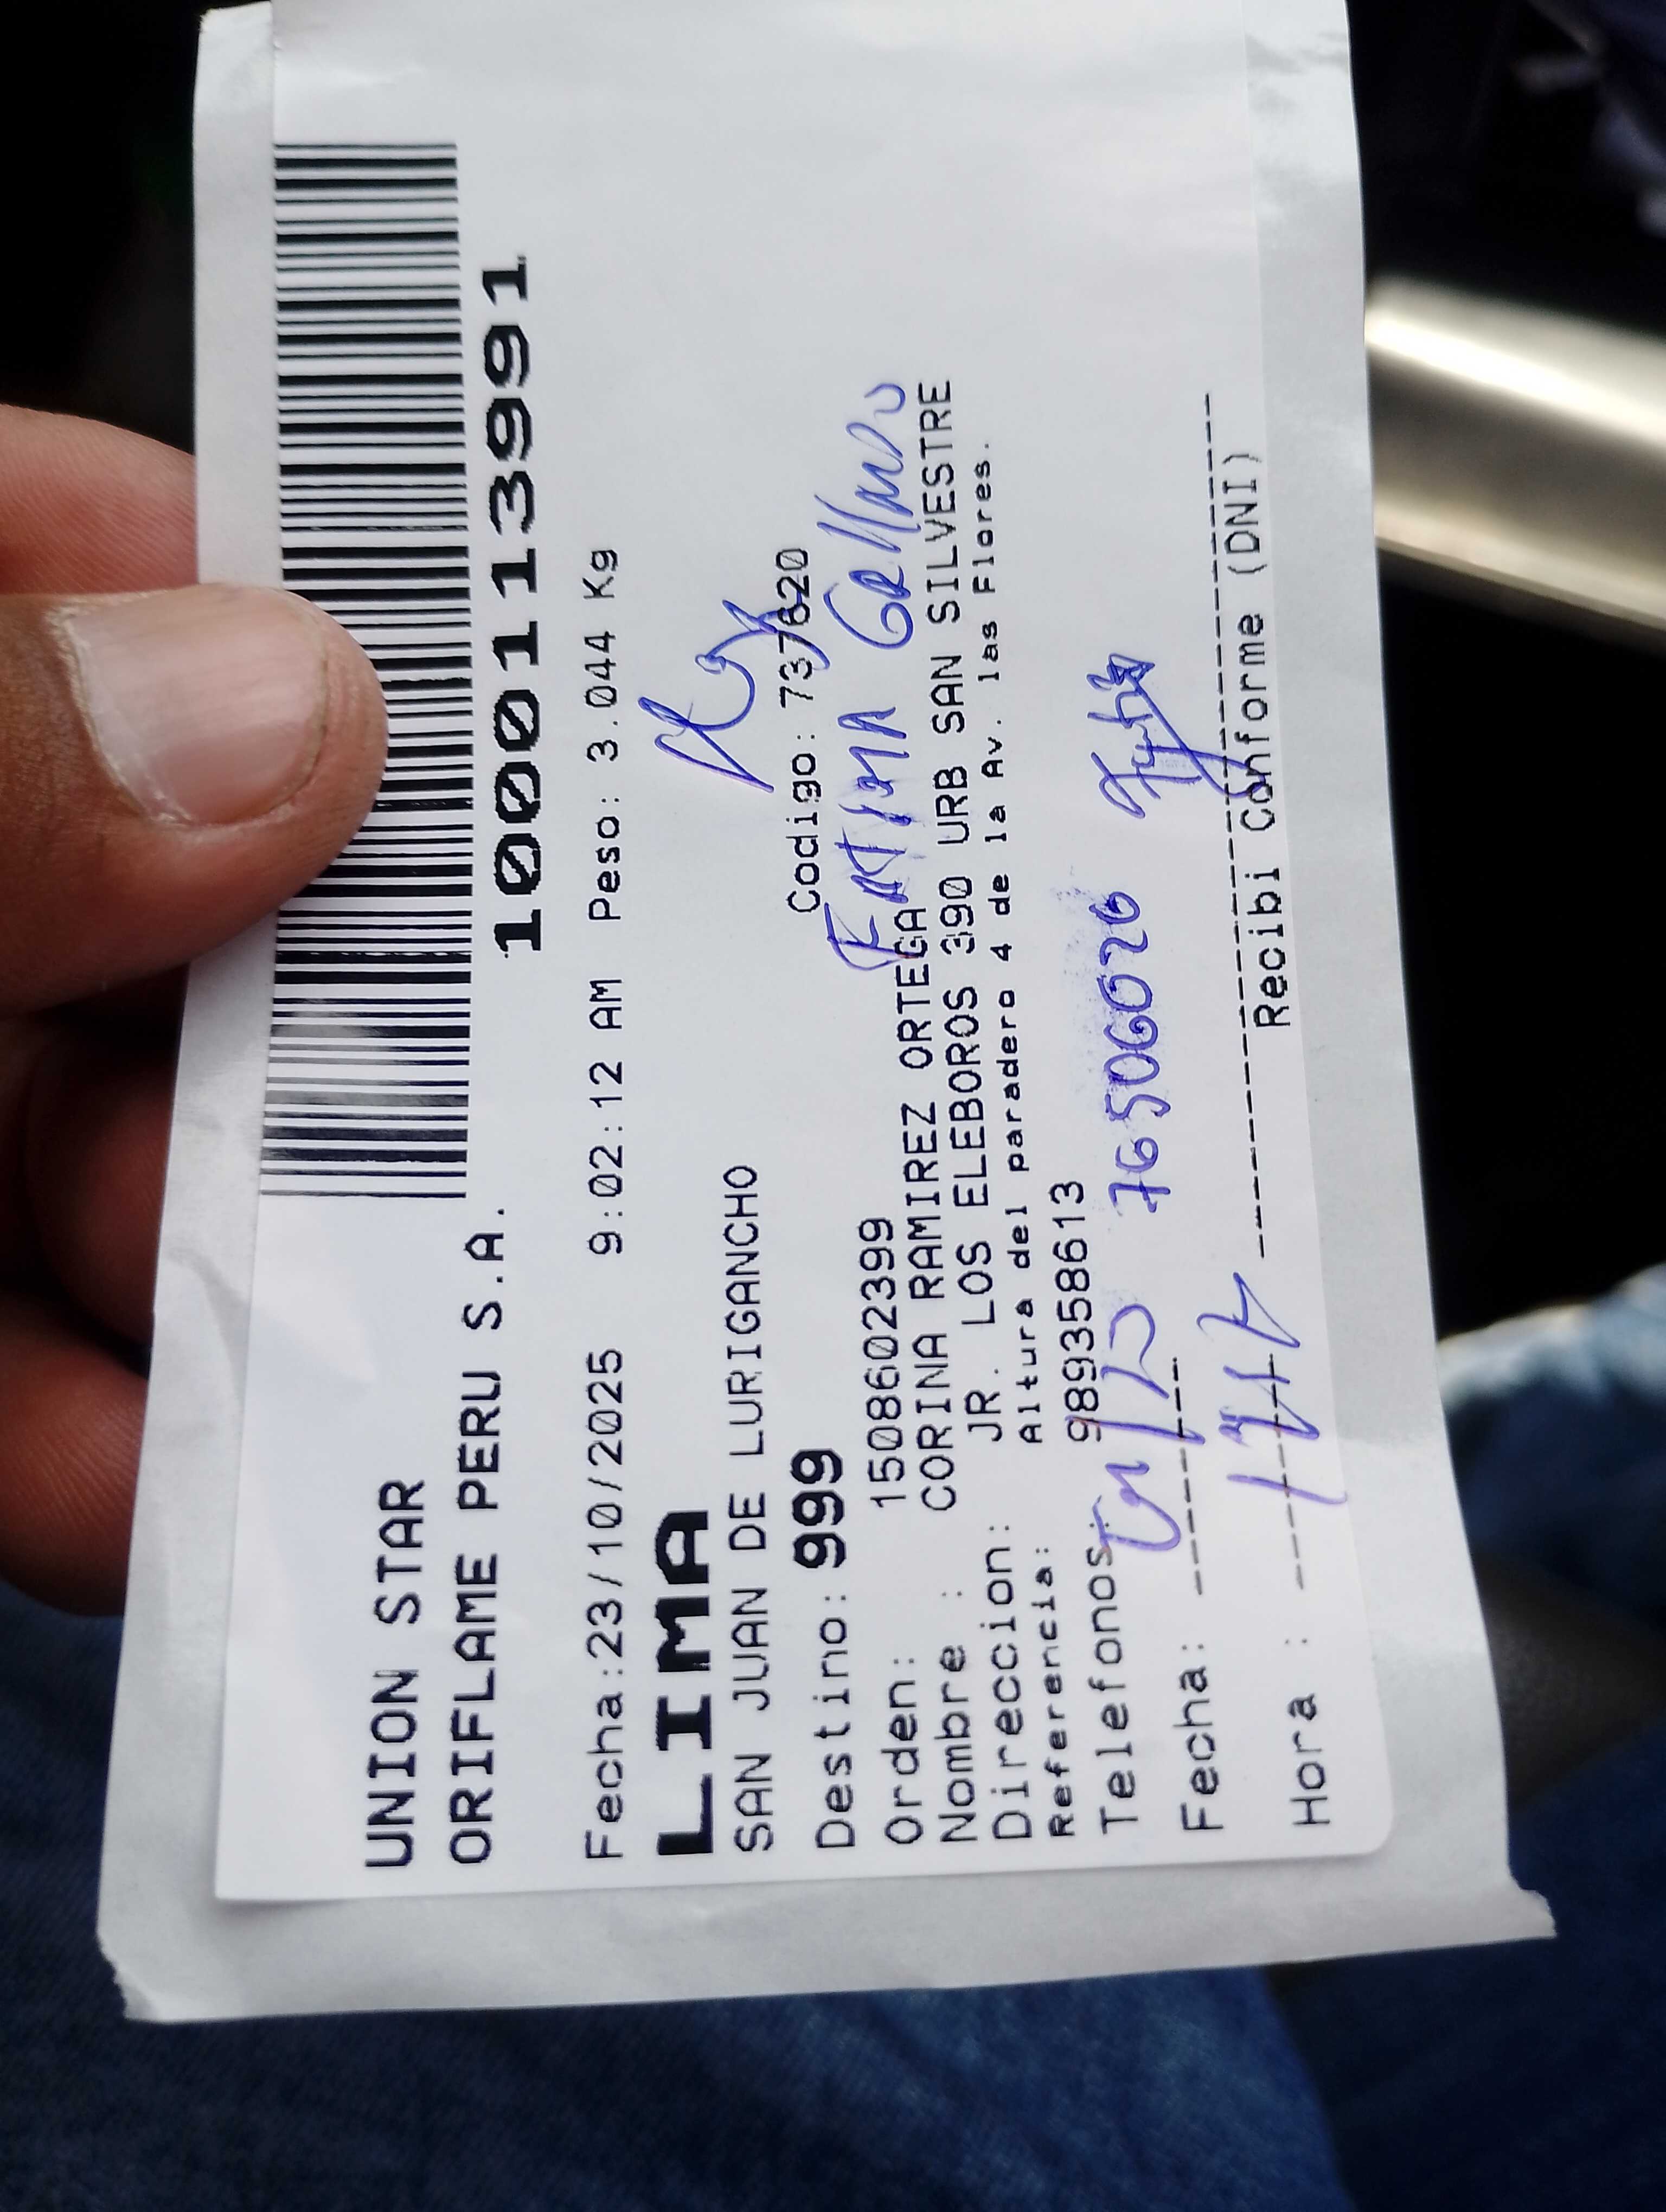 UNION STAR
ORIFLAME PERU S.A.
1000113991
Fecha:23/10/2025 9:02:12 AM Peso: 3.044 Kg
LIMA
SAN JUAN DE LURIGANCHO
Destino: 999 Codigo: 737620
Orden: 1508602399 FATIMA
Nombre : CORINA RAMIREZ ORTEGA
Direccion: JR. LOS ELEBOROS 390 URB SAN SILVESTRE
Referencia: Altura del paradero 4 de la Av. las Flores.
Telefonos: 989358613
76506026
Fecha:
Hora :
Recibi Conforme (DNI)